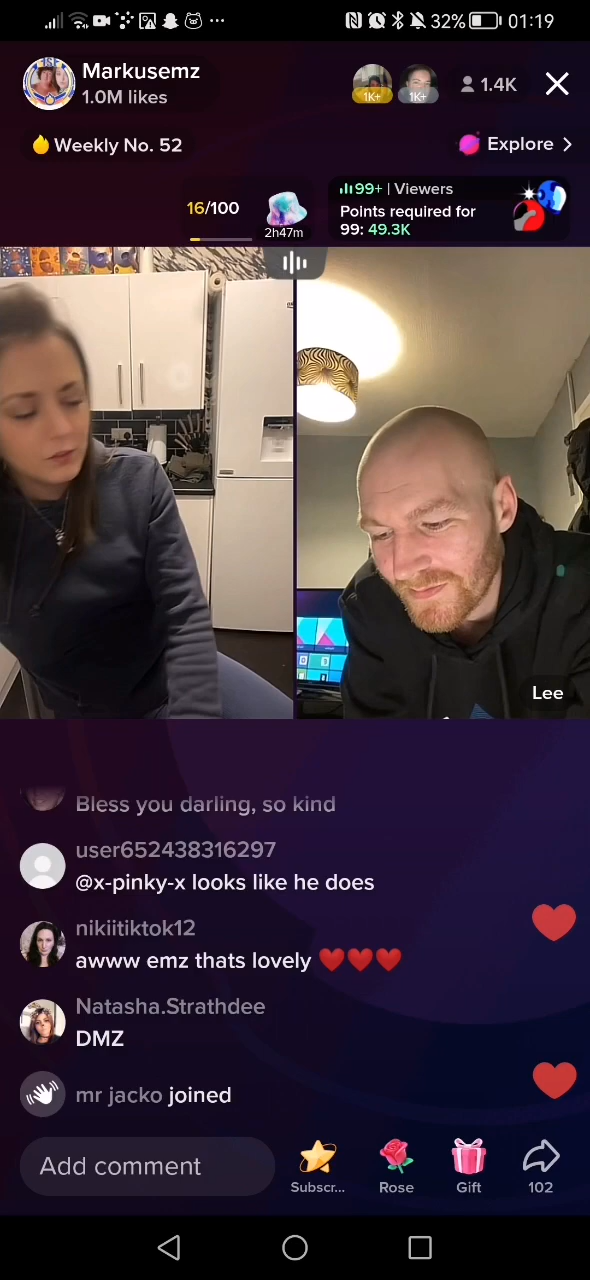 32% 01:19
Markusemz
1.0M likes
1K+ 1K+
1.4K
Weekly No. 52
Explore >
16/100
2h47m
99+ | Viewers
Points required for
99: 49.3K
Lee
Bless you darling, so kind
user652438316297
@x-pinky-x looks like he does
nikiitiktok12
awww emz thats lovely ❤️❤️❤️
Natasha.Strathdee
DMZ
mr jacko joined
Add comment
Subscr...
Rose
Gift
102